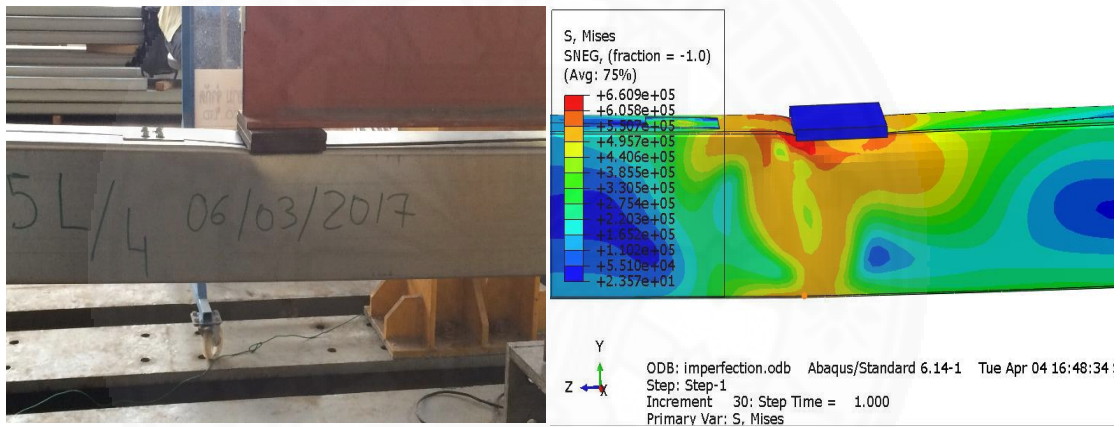 5 L/4 06/03/2017
S, Mises
SNEG, (fraction = -1.0)
(Avg: 75%)
+6.609e+05
+6.058e+05
+5.507e+05
+4.957e+05
+4.406e+05
+3.855e+05
+3.305e+05
+2.754e+05
+2.203e+05
+1.652e+05
+1.102e+05
+5.510e+04
+2.357e+01
Y
Z
X
ODB: imperfection.odb Abaqus/Standard 6.14-1 Tue Apr 04 16:48:34
Step: Step-1
Increment 30: Step Time = 1.000
Primary Var: S, Mises